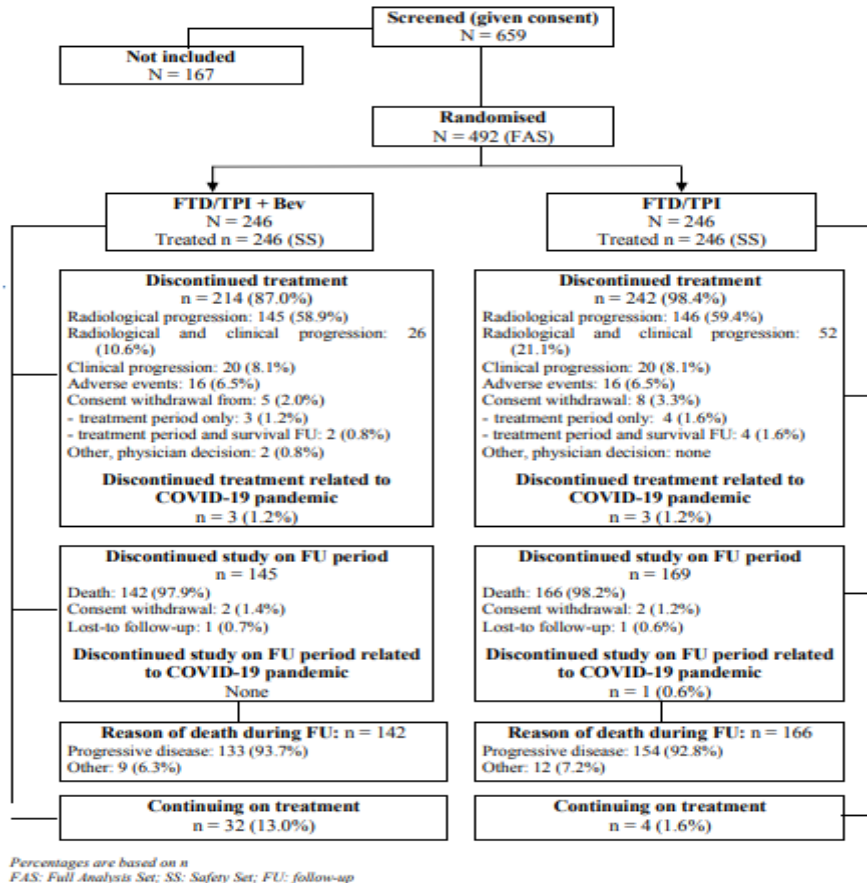 Screened (given consent)
N = 659
Not included
N = 167
Randomised
N = 492 (FAS)
FTD/TPI + Bev
N = 246
Treated n = 246 (SS)
FTD/TPI
N = 246
Treated n = 246 (SS)
Discontinued treatment
n = 214 (87.0%)
Radiological progression: 145 (58.9%)
Radiological and clinical progression: 26
(10.6%)
Clinical progression: 20 (8.1%)
Adverse events: 16 (6.5%)
Consent withdrawal from: 5 (2.0%)
- treatment period only: 3 (1.2%)
- treatment period and survival FU: 2 (0.8%)
Other, physician decision: 2 (0.8%)
Discontinued treatment related to
COVID-19 pandemic
n = 3 (1.2%)
Discontinued treatment
n = 242 (98.4%)
Radiological progression: 146 (59.4%)
Radiological and clinical progression: 52
(21.1%)
Clinical progression: 20 (8.1%)
Adverse events: 16 (6.5%)
Consent withdrawal: 8 (3.3%)
- treatment period only: 4 (1.6%)
- treatment period and survival FU: 4 (1.6%)
Other, physician decision: none
Discontinued treatment related to
COVID-19 pandemic
n = 3 (1.2%)
Discontinued study on FU period
n = 145
Death: 142 (97.9%)
Consent withdrawal: 2 (1.4%)
Lost-to follow-up: 1 (0.7%)
Discontinued study on FU period related
to COVID-19 pandemic
None
Discontinued study on FU period
n = 169
Death: 166 (98.2%)
Consent withdrawal: 2 (1.2%)
Lost-to follow-up: 1 (0.6%)
Discontinued study on FU period related
to COVID-19 pandemic
n = 1 (0.6%)
Reason of death during FU: n = 142
Progressive disease: 133 (93.7%)
Other: 9 (6.3%)
Reason of death during FU: n = 166
Progressive disease: 154 (92.8%)
Other: 12 (7.2%)
Continuing on treatment
n = 32 (13.0%)
Continuing on treatment
n = 4 (1.6%)
Percentages are based on n
FAS: Full Analysis Set; SS: Safety Set; FU: follow-up